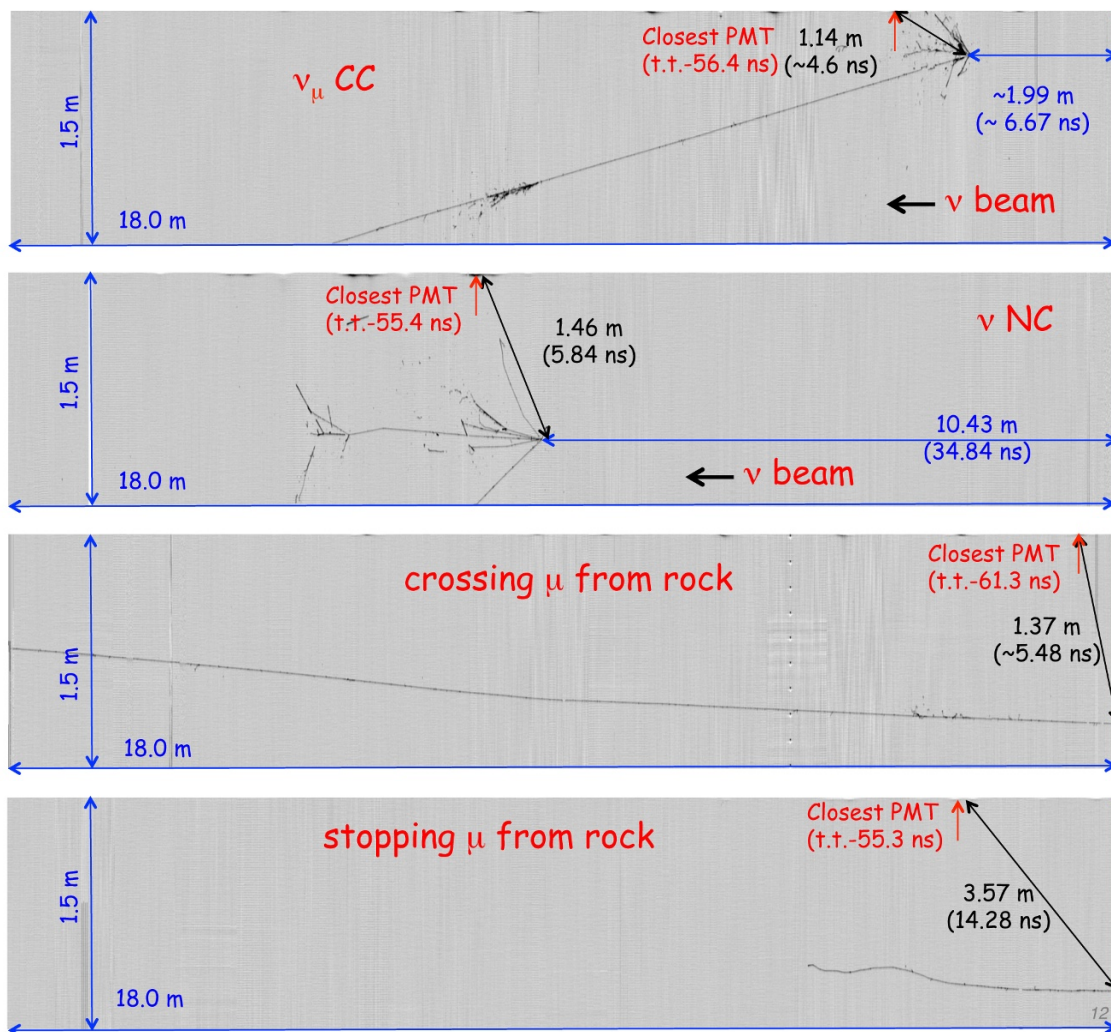 Closest PMT
(t.t.-56.4 ns)
1.14 m
(~4.6 ns)
νμ CC
1.5 m
~1.99 m
(~ 6.67 ns)
ν beam
18.0 m
Closest PMT
(t.t.-55.4 ns)
1.46 m
(5.84 ns)
ν NC
1.5 m
10.43 m
(34.84 ns)
ν beam
18.0 m
crossing μ from rock
Closest PMT
(t.t.-61.3 ns)
1.37 m
(~5.48 ns)
1.5 m
18.0 m
stopping μ from rock
Closest PMT
(t.t.-55.3 ns)
3.57 m
(14.28 ns)
1.5 m
18.0 m
12